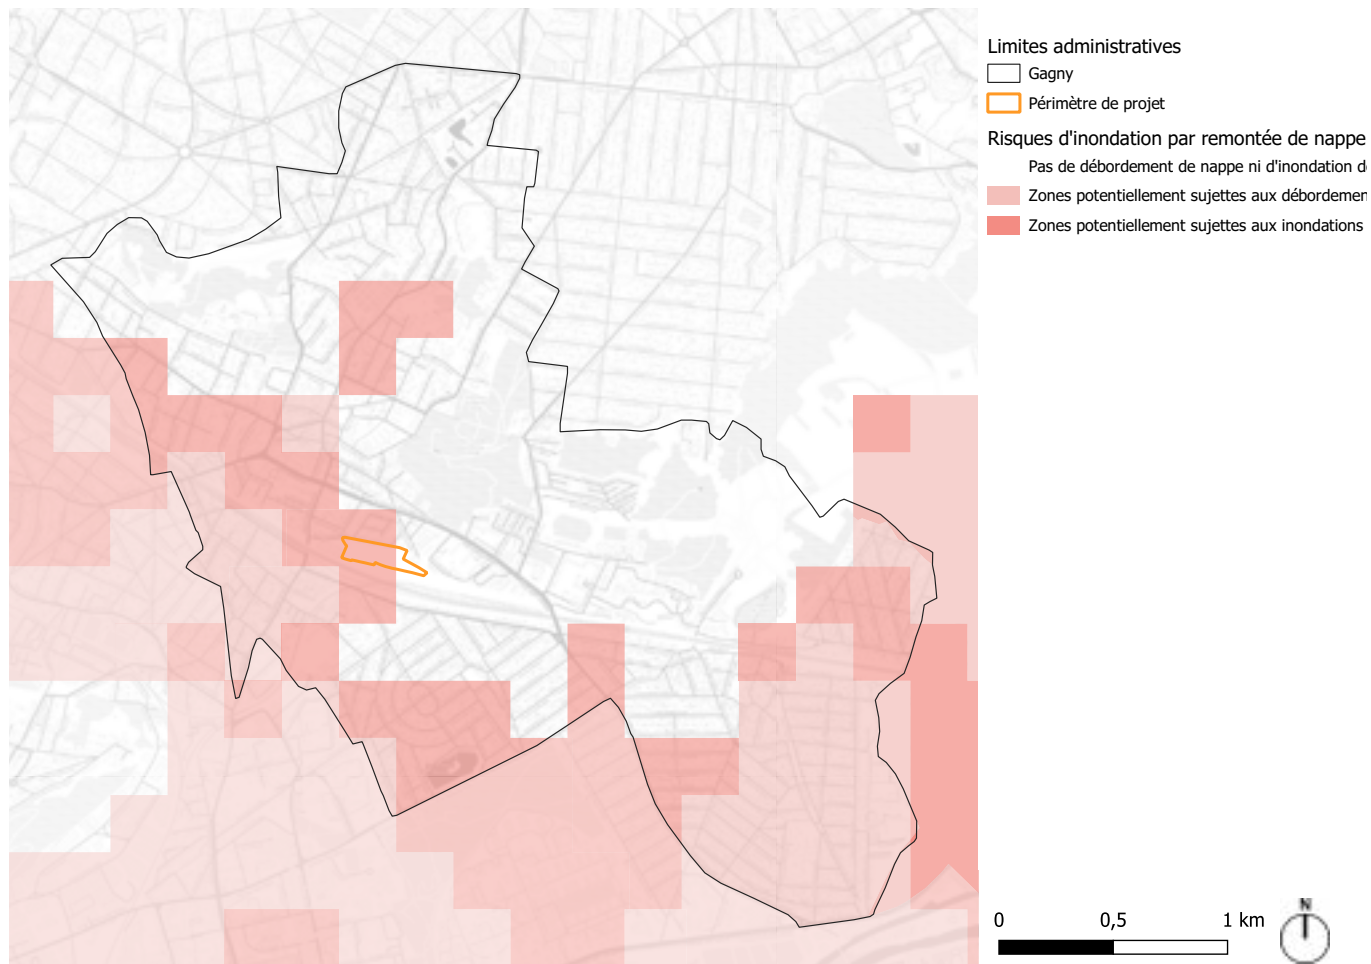 Limites administratives
Gagny
Périmètre de projet
Risques d'inondation par remontée de nappe
Pas de débordement de nappe ni d'inondation de
Zones potentiellement sujettes aux débordemen
Zones potentiellement sujettes aux inondations
0 0,5 1 km
N